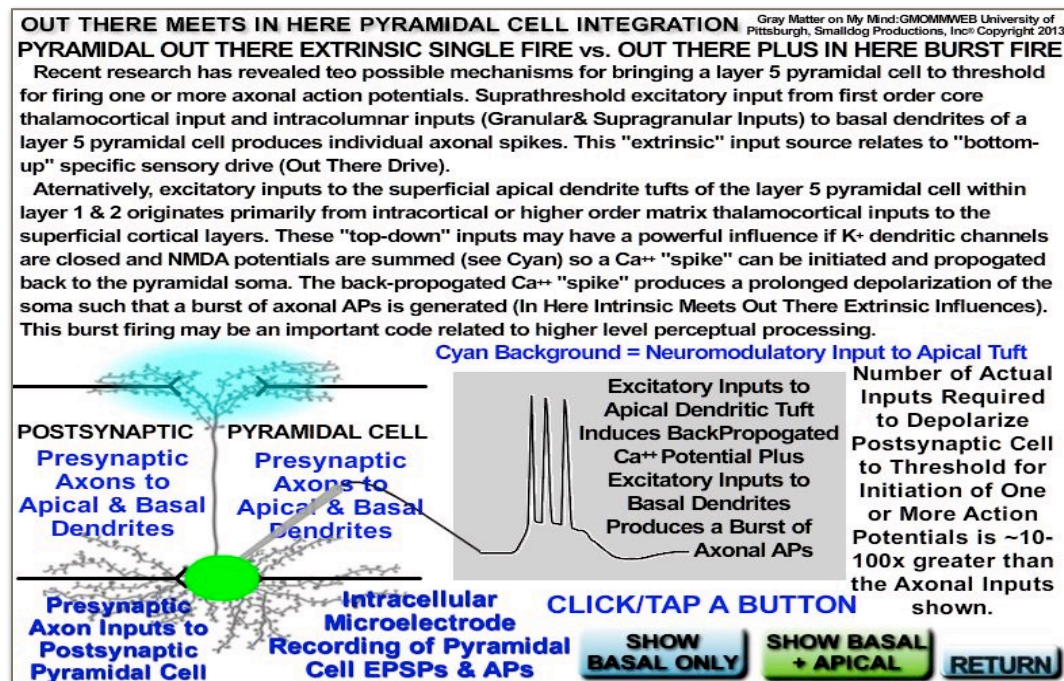 OUT THERE MEETS IN HERE PYRAMIDAL CELL INTEGRATION
Gray Matter on My Mind:GMOMMWEB University of
Pittsburgh, Smalldog Productions, Inc® Copyright 2013
PYRAMIDAL OUT THERE EXTRINSIC SINGLE FIRE vs. OUT THERE PLUS IN HERE BURST FIRE
Recent research has revealed teo possible mechanisms for bringing a layer 5 pyramidal cell to threshold
for firing one or more axonal action potentials. Suprathreshold excitatory input from first order core
thalamocortical input and intracolumnar inputs (Granular& Supragranular Inputs) to basal dendrites of a
layer 5 pyramidal cell produces individual axonal spikes. This "extrinsic" input source relates to "bottom-
up" specific sensory drive (Out There Drive).
Aternatively, excitatory inputs to the superficial apical dendrite tufts of the layer 5 pyramidal cell within
layer 1 & 2 originates primarily from intracortical or higher order matrix thalamocortical inputs to the
superficial cortical layers. These "top-down" inputs may have a powerful influence if K+ dendritic channels
are closed and NMDA potentials are summed (see Cyan) so a Ca++ "spike" can be initiated and propogated
back to the pyramidal soma. The back-propogated Ca++ "spike" produces a prolonged depolarization of the
soma such that a burst of axonal APs is generated (In Here Intrinsic Meets Out There Extrinsic Influences).
This burst firing may be an important code related to higher level perceptual processing.
Cyan Background = Neuromodulatory Input to Apical Tuft
POSTSYNAPTIC PYRAMIDAL CELL
Presynaptic
Axons to
Apical & Basal
Dendrites
Presynaptic
Axons to
Apical & Basal
Dendrites
Presynaptic
Axon Inputs to
Postsynaptic
Pyramidal Cell
Intracellular
Microelectrode
Recording of Pyramidal
Cell EPSPs & APs
Excitatory Inputs to
Apical Dendritic Tuft
Induces BackPropogated
Ca++ Potential Plus
Excitatory Inputs to
Basal Dendrites
Produces a Burst of
Axonal APs
Number of Actual
Inputs Required
to Depolarize
Postsynaptic Cell
to Threshold for
Initiation of One
or More Action
Potentials is ~10-
100x greater than
the Axonal Inputs
shown.
CLICK/TAP A BUTTON
SHOW
BASAL ONLY
SHOW BASAL
+ APICAL
RETURN